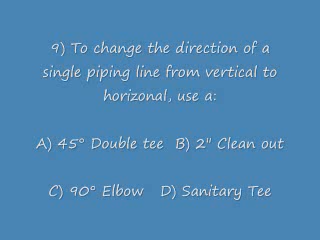 9) To change the direction of a
single piping line from vertical to
horizonal, use a:
A) 45° Double tee B) 2" Clean out
C) 90° Elbow D) Sanitary Tee